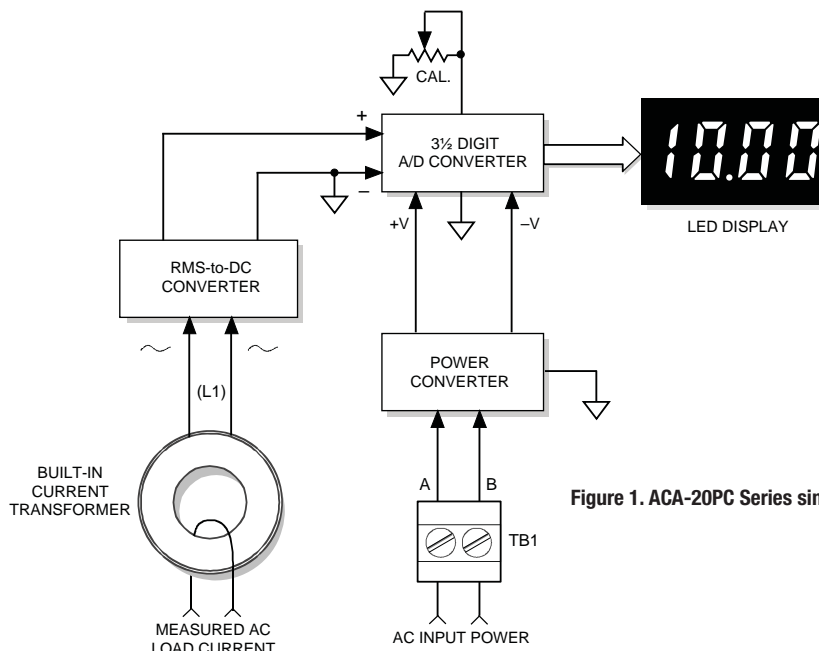 CAL.
+
3½ DIGIT
A/D CONVERTER
–
10.00
LED DISPLAY
+V
–V
RMS-to-DC
CONVERTER
POWER
CONVERTER
(L1)
A
B
BUILT-IN
CURRENT
TRANSFORMER
TB1
Figure 1. ACA-20PC Series
MEASURED AC
LOAD CURRENT
AC INPUT POWER